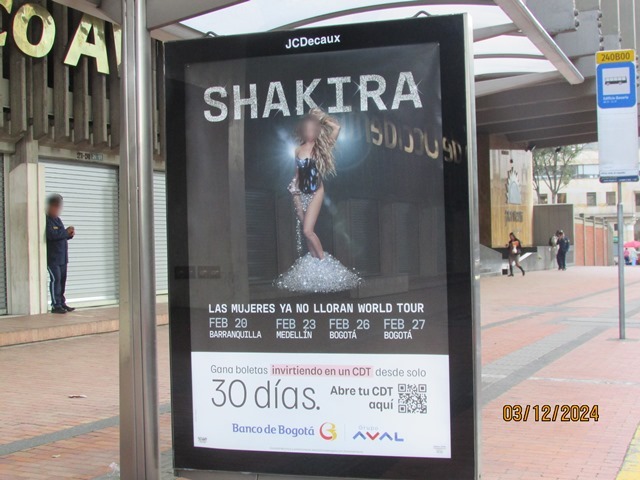 JCDecaux
SHAKIRA
LAS MUJERES YA NO LLORAN WORLD TOUR
FEB 20 FEB 23 FEB 26 FEB 27
BARRANQUILLA MEDELLÍN BOGOTÁ BOGOTÁ
Gana boletas invirtiendo en un CDT desde solo
30 días.
Abre tu CDT
aquí
Banco de Bogotá
Grupo
AVAL
240B00
03/12/2024